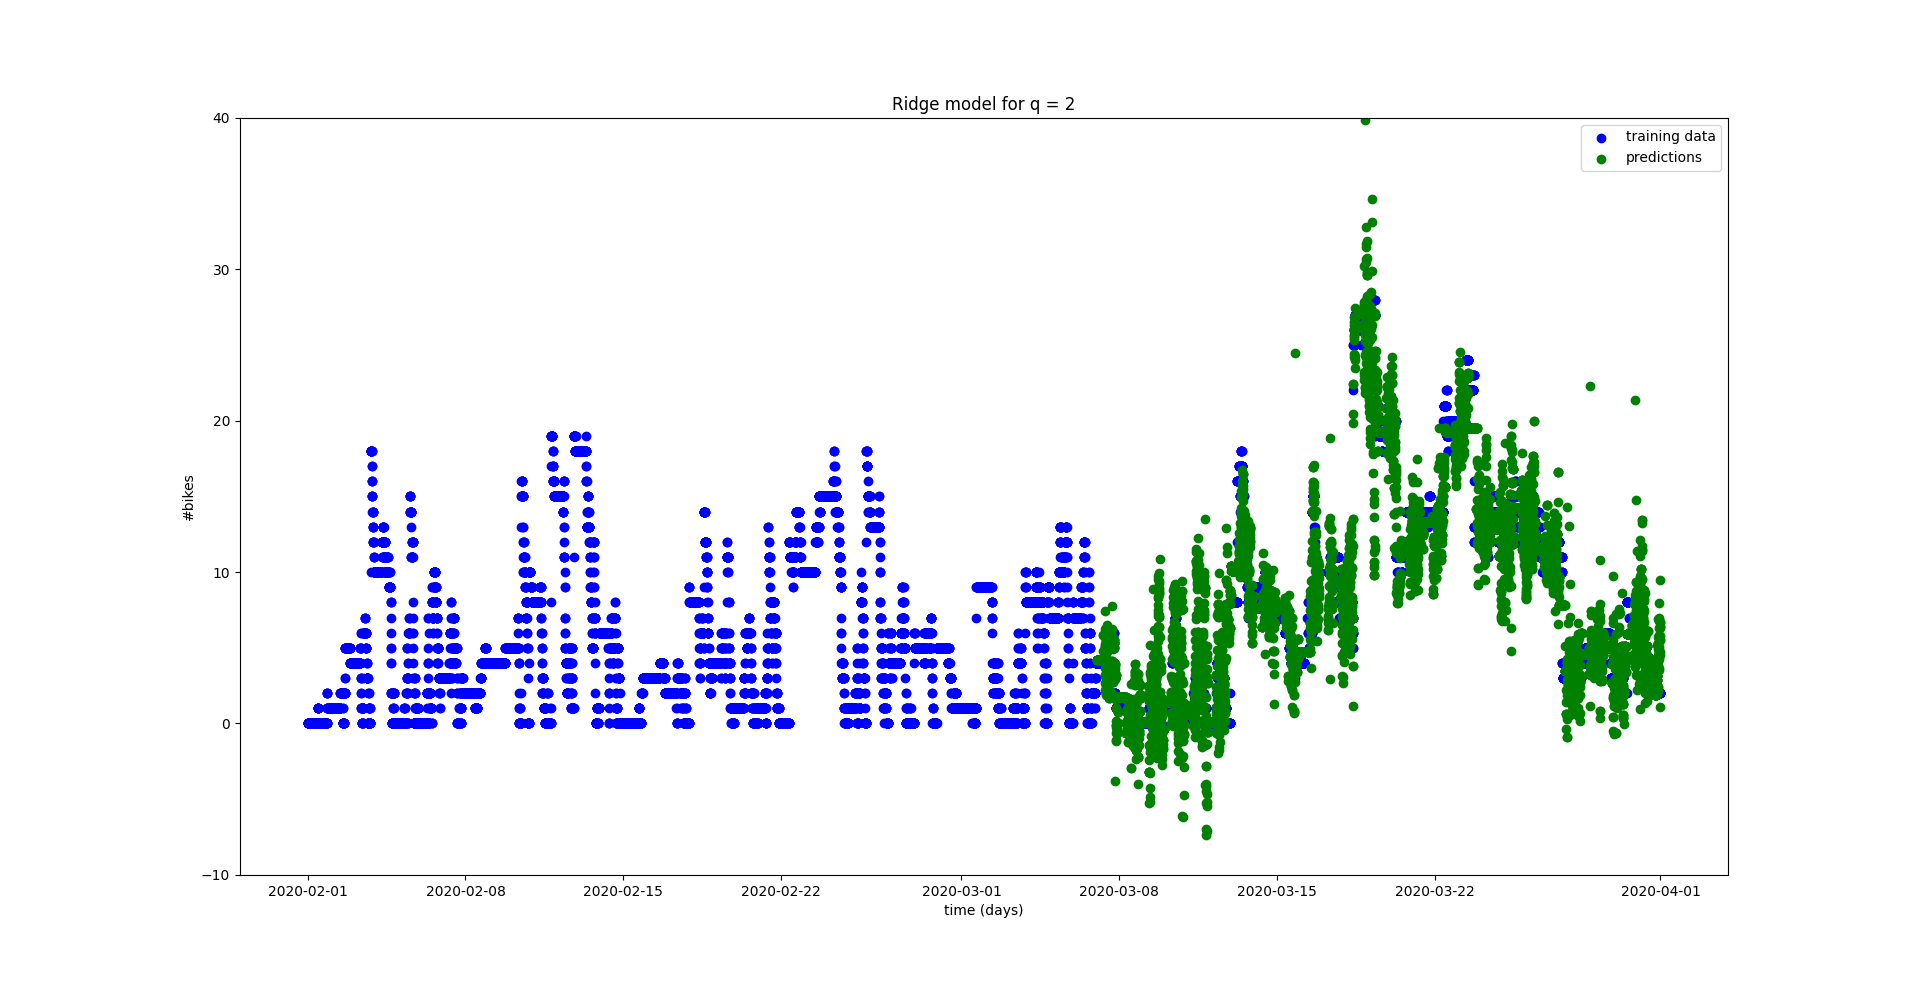 Ridge model for q = 2
training data
predictions
40
30
20
10
0
−10
#bikes
2020-02-01 2020-02-08 2020-02-15 2020-02-22 2020-03-01 2020-03-08 2020-03-15 2020-03-22 2020-04-01
time (days)